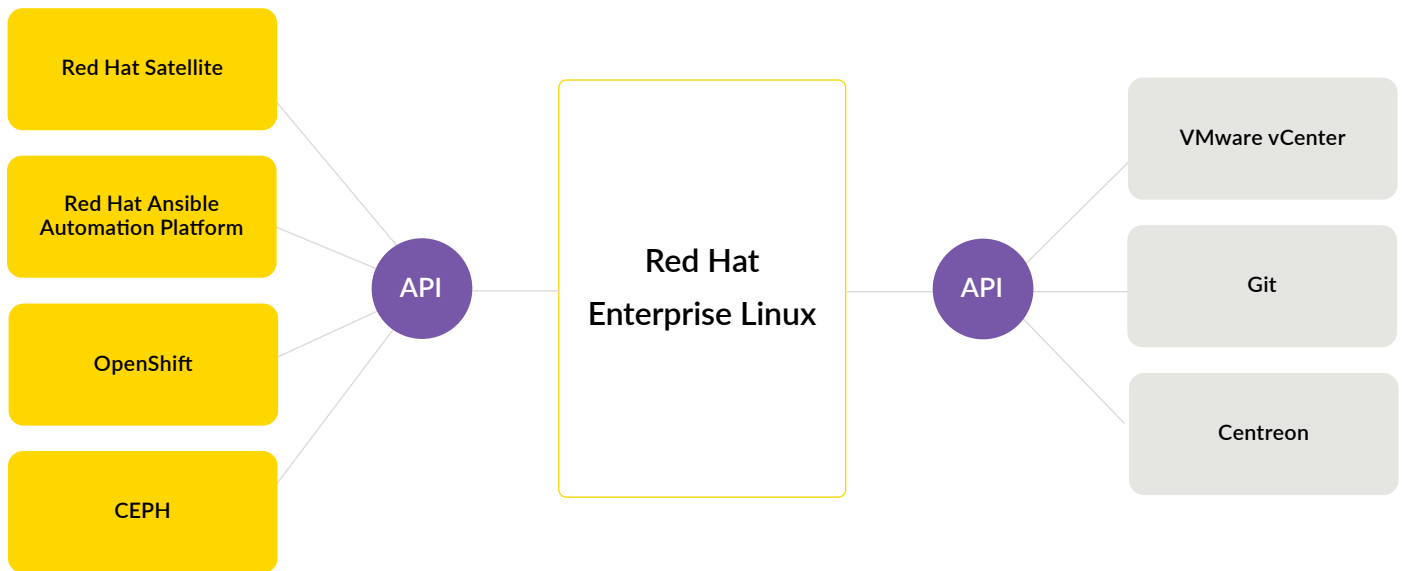 Red Hat Satellite
Red Hat Ansible
Automation Platform
OpenShift
CEPH
API
Red Hat
Enterprise Linux
API
VMware vCenter
Git
Centreon